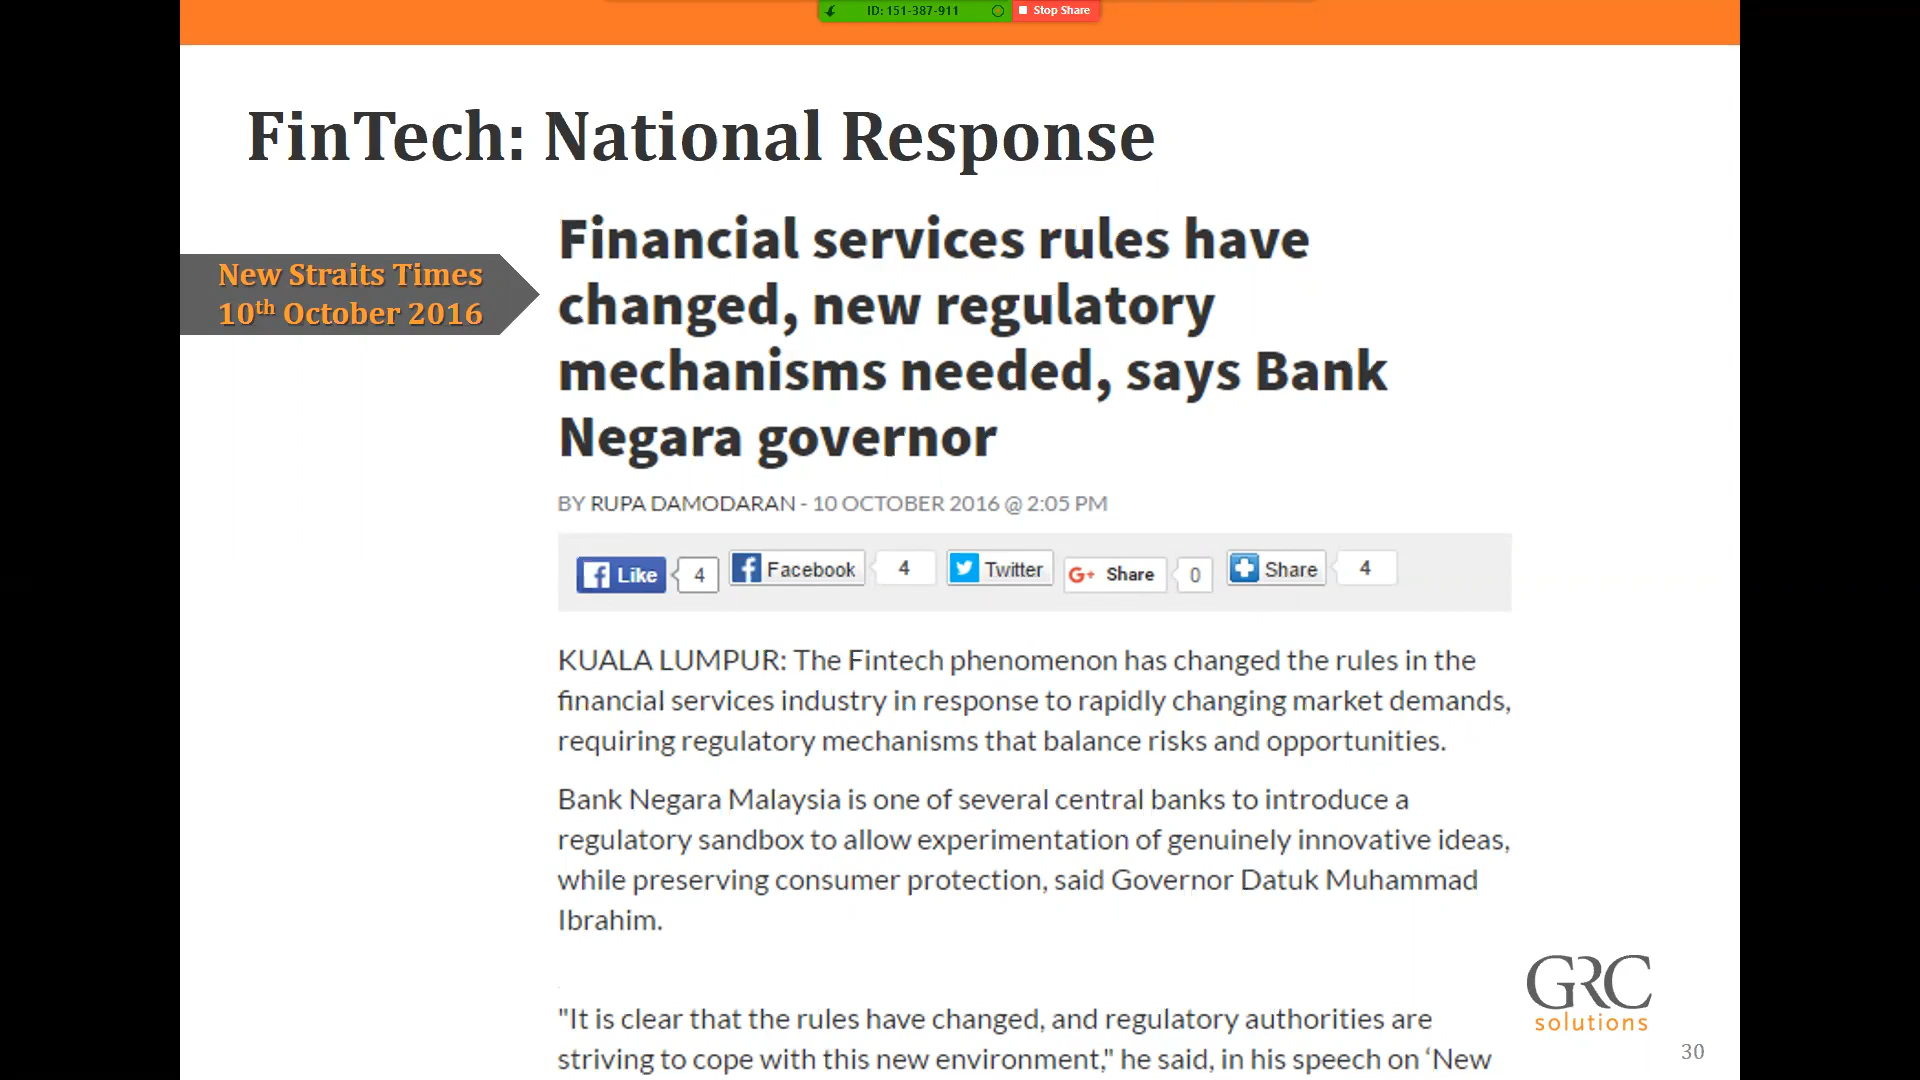 ID: 151-387-911
Stop Share
FinTech: National Response
New Straits Times
10th October 2016
Financial services rules have
changed, new regulatory
mechanisms needed, says Bank
Negara governor
BY RUPA DAMODARAN - 10 OCTOBER 2016 @ 2:05 PM
Like 4 Facebook 4 Twitter G+ Share 0 Share 4
KUALA LUMPUR: The Fintech phenomenon has changed the rules in the
financial services industry in response to rapidly changing market demands,
requiring regulatory mechanisms that balance risks and opportunities.
Bank Negara Malaysia is one of several central banks to introduce a
regulatory sandbox to allow experimentation of genuinely innovative ideas,
while preserving consumer protection, said Governor Datuk Muhammad
Ibrahim.
"It is clear that the rules have changed, and regulatory authorities are
striving to cope with this new environment," he said, in his speech on ‘New
GRC
solutions
30